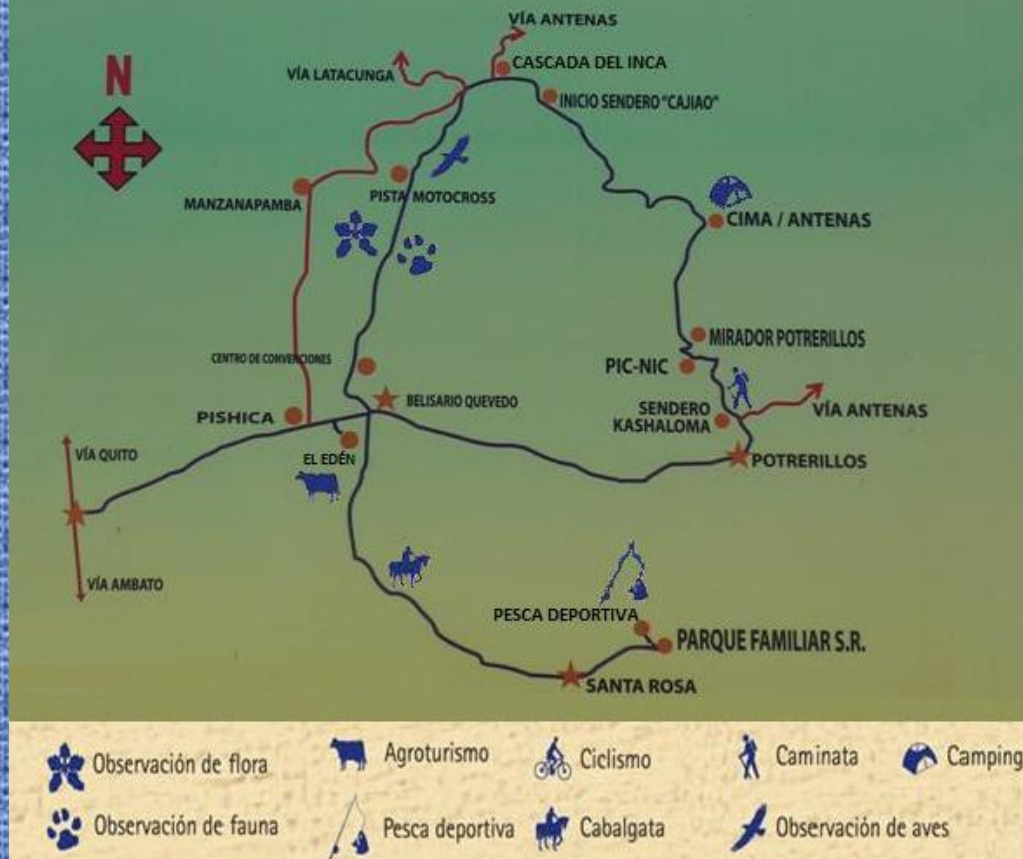 VÍA ANTENAS
N
VÍA LATACUNGA
CASCADA DEL INCA
INICIO SENDERO "CAJIAO"
MANZANAPAMBA
PISTA MOTOCROSS
CIMA / ANTENAS
CENTRO DE CONVENCIONES
MIRADOR POTRERILLOS
PIC-NIC
PISHICA
BELISARIO QUEVEDO
SENDERO
KASHALOMA
VÍA ANTENAS
VÍA QUITO
EL EDÉN
POTRERILLOS
VÍA AMBATO
PESCA DEPORTIVA
PARQUE FAMILIAR S.R.
SANTA ROSA
Observación de flora
Agroturismo
Ciclismo
Caminata
Camping
Observación de fauna
Pesca deportiva
Cabalgata
Observación de aves